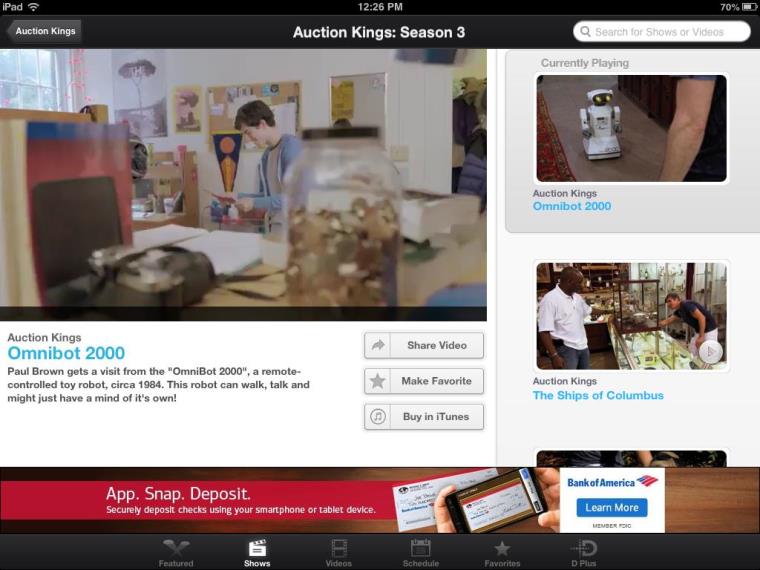 iPad 12:26 PM 70%
Auction Kings Auction Kings: Season 3 Search for Shows or Videos
Currently Playing
Auction Kings
Omnibot 2000
Auction Kings
The Ships of Columbus
Auction Kings
Omnibot 2000
Paul Brown gets a visit from the "OmniBot 2000", a remote-
controlled toy robot, circa 1984. This robot can walk, talk and
might just have a mind of it's own!
Share Video
Make Favorite
Buy in iTunes
App. Snap. Deposit.
Securely deposit checks using your smartphone or tablet device.
Bank of America
Learn More
MEMBER FDIC
Featured Shows Videos Schedule Favorites D Plus